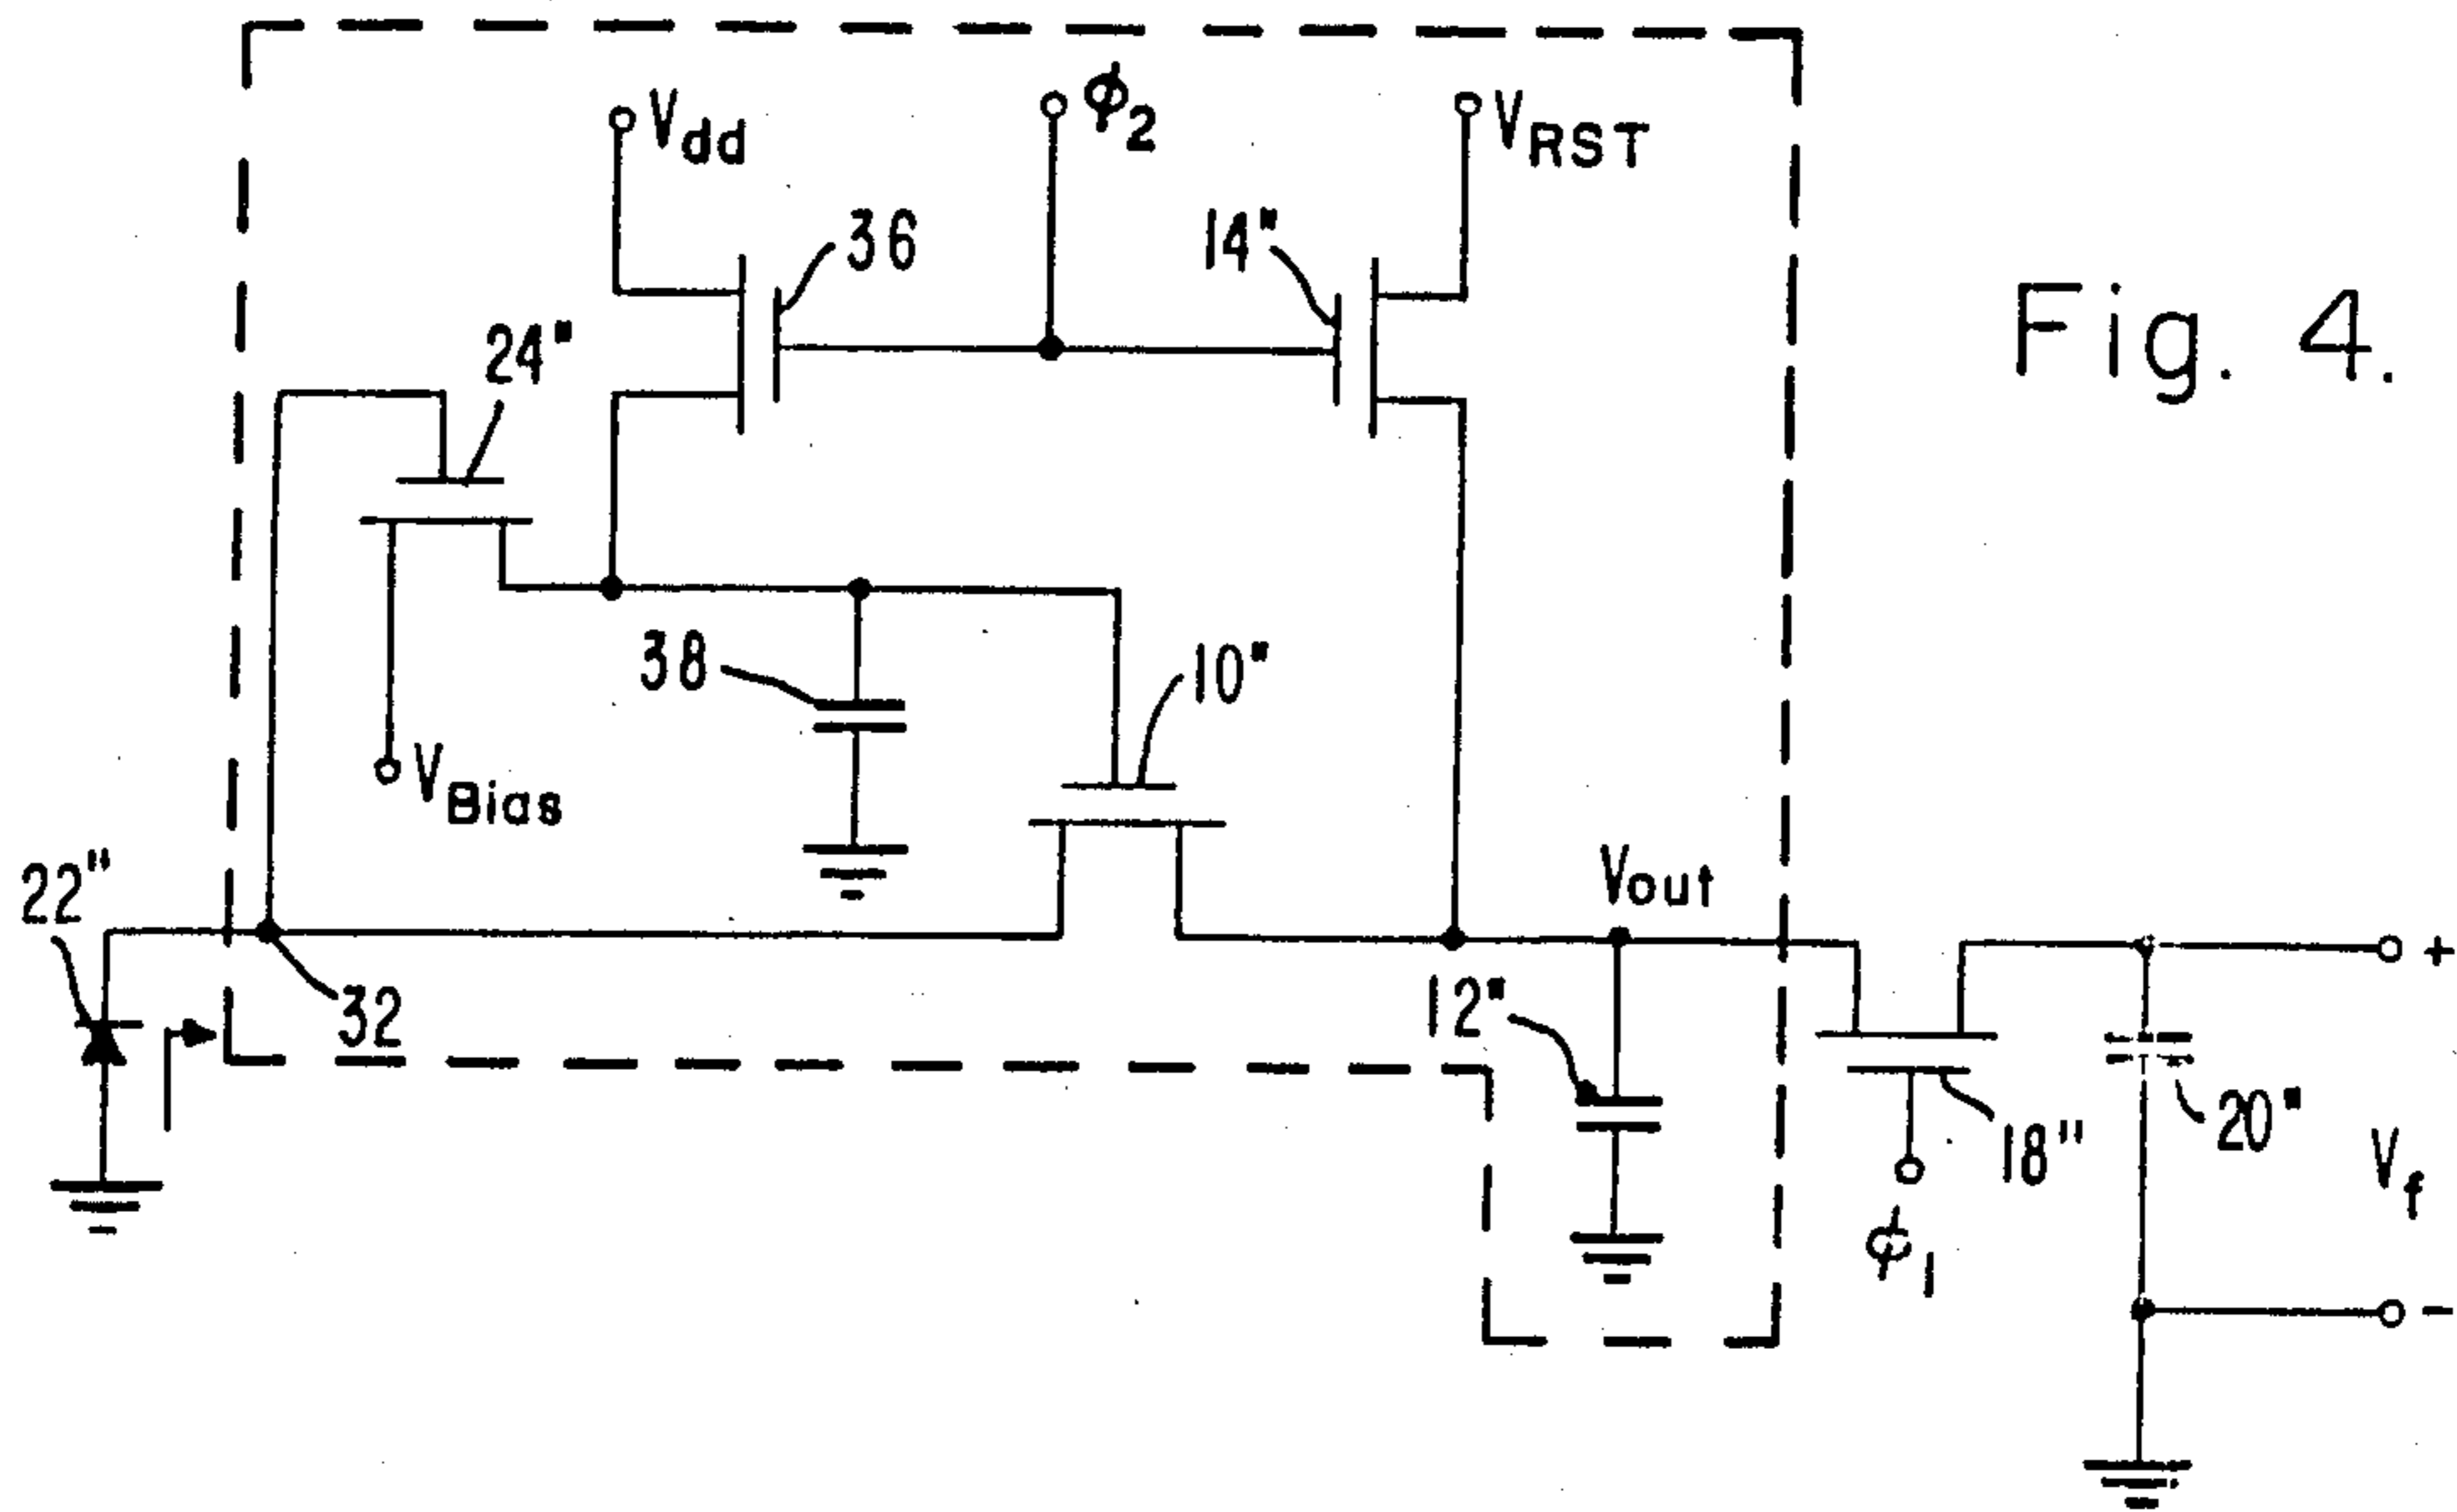 Vdd
ϕ2
VRST
36
14"
Fig. 4.
24"
38
10"
VBias
22"
Vout
+
32
12"
20"
18"
Vf
ϕ1
-